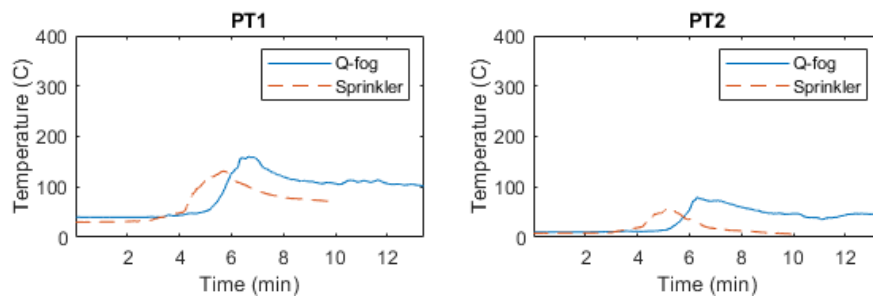 PT1
400
300
200
100
0
Temperature (C)
Q-fog
Sprinkler
2 4 6 8 10 12
Time (min)
PT2
400
300
200
100
0
Temperature (C)
Q-fog
Sprinkler
2 4 6 8 10 12
Time (min)